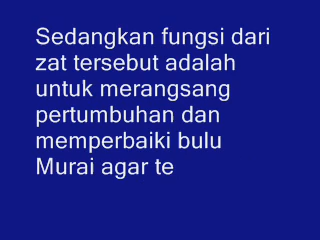 Sedangkan fungsi dari
zat tersebut adalah
untuk merangsang
pertumbuhan dan
memperbaiki bulu
Murai agar te